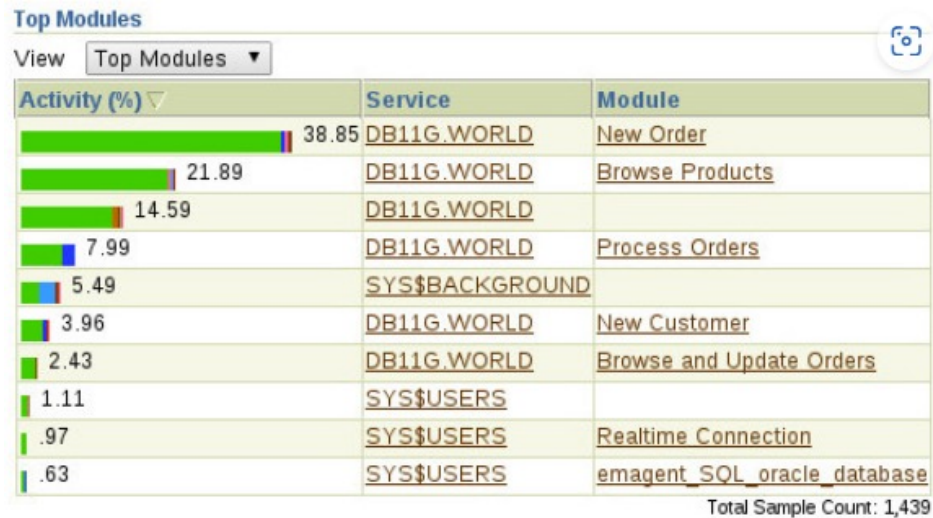 Top Modules
View Top Modules
Activity (%) Service Module
38.85 DB11G.WORLD New Order
21.89 DB11G.WORLD Browse Products
14.59 DB11G.WORLD
7.99 DB11G.WORLD Process Orders
5.49 SYS$BACKGROUND
3.96 DB11G.WORLD New Customer
2.43 DB11G.WORLD Browse and Update Orders
1.11 SYS$USERS
.97 SYS$USERS Realtime Connection
.63 SYS$USERS emagent_SQL_oracle_database
Total Sample Count: 1,439